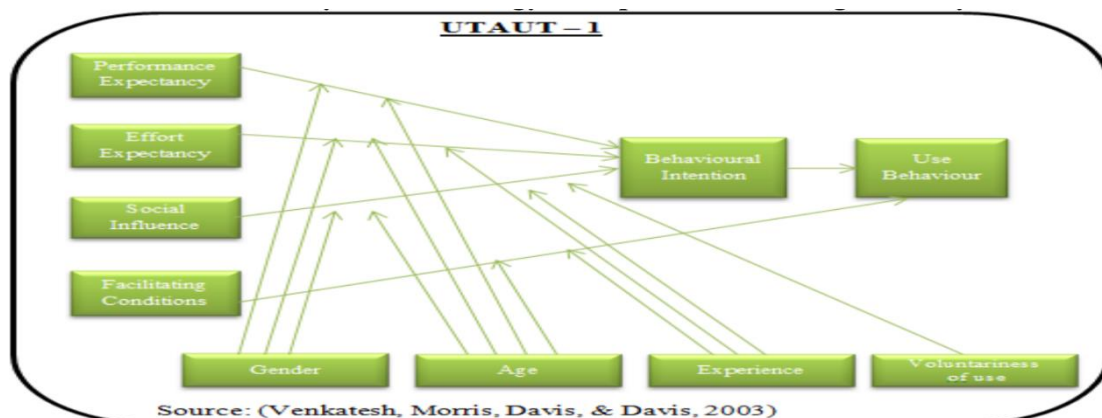 UTAUT – 1
Performance
Expectancy
Effort
Expectancy
Social
Influence
Facilitating
Conditions
Behavioural
Intention
Use
Behaviour
Gender
Age
Experience
Voluntariness
of use
Source: (Venkatesh, Morris, Davis, & Davis, 2003)